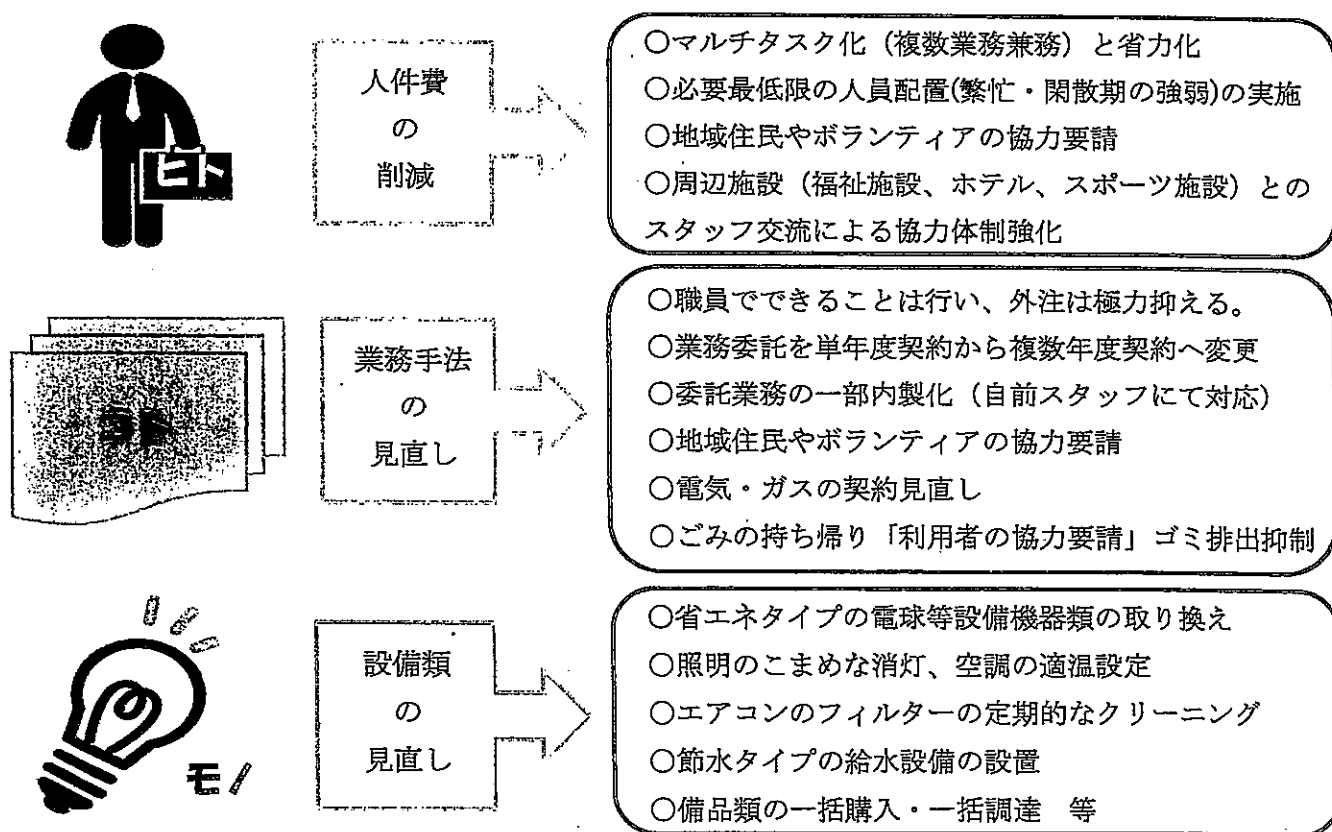 ヒト
人件費
の
削減
○マルチタスク化（複数業務兼務）と省力化
○必要最低限の人員配置(繁忙・閑散期の強弱)の実施
○地域住民やボランティアの協力要請
○周辺施設（福祉施設、ホテル、スポーツ施設）との
スタッフ交流による協力体制強化
業務手法
の
見直し
○職員でできることは行い、外注は極力抑える。
○業務委託を単年度契約から複数年度契約へ変更
○委託業務の一部内製化（自前スタッフにて対応）
○地域住民やボランティアの協力要請
○電気・ガスの契約見直し
○ごみの持ち帰り「利用者の協力要請」ゴミ排出抑制
モノ
設備類
の
見直し
○省エネタイプの電球等設備機器類の取り換え
○照明のこまめな消灯、空調の適温設定
○エアコンのフィルターの定期的なクリーニング
○節水タイプの給水設備の設置
○備品類の一括購入・一括調達　等